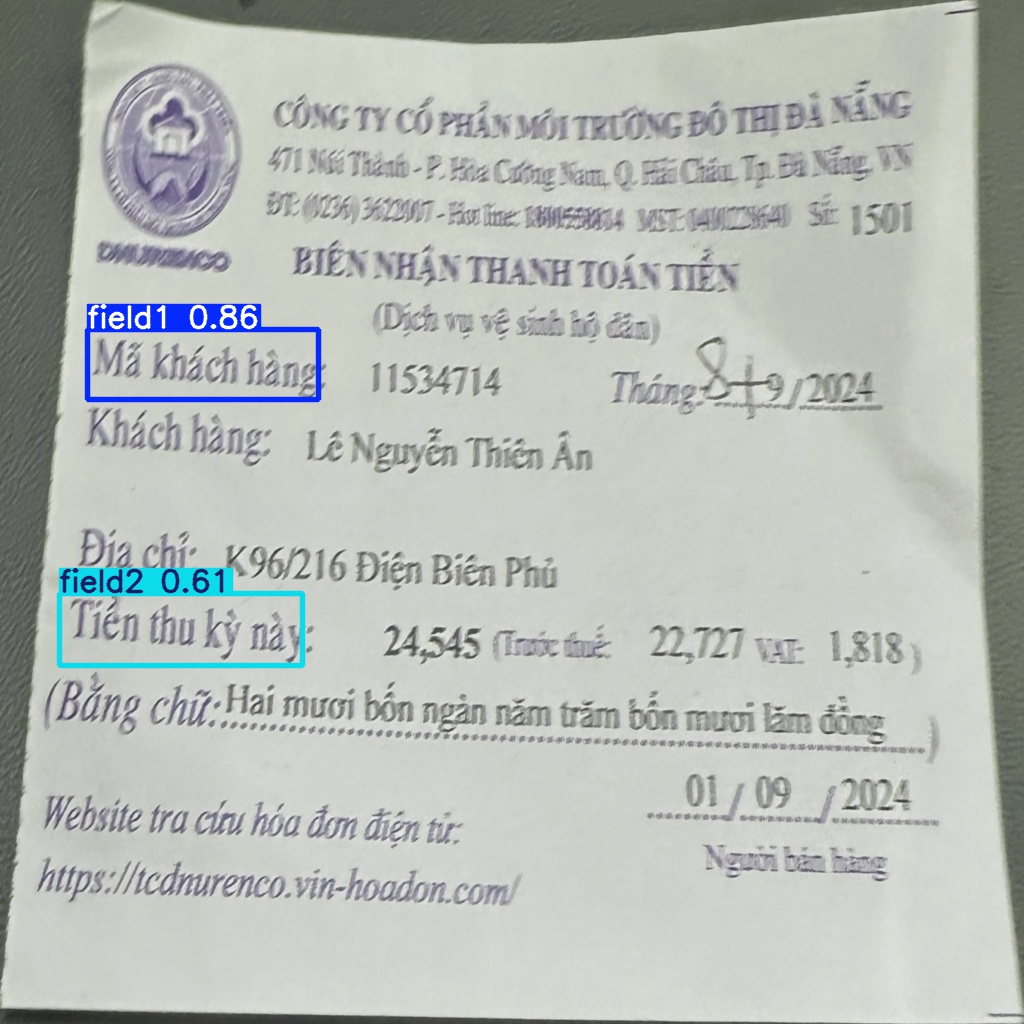 CÔNG TY CỔ PHẦN MÔI TRƯỜNG ĐÔ THỊ ĐÀ NẴNG
471 Núi Thành - P. Hòa Cường Nam, Q. Hải Châu, Tp. Đà Nẵng, VN
ĐT: (0236) 3622007 - Hot line: MST: Số: 1501
DNURENCO
BIÊN NHẬN THANH TOÁN TIỀN
(Dịch vụ vệ sinh hộ dân)
field1 0.86
Mã khách hàng: 11534714 Tháng: 8+9/2024
Khách hàng: Lê Nguyễn Thiên Ân
Địa chỉ: K96/216 Điện Biên Phủ
field2 0.61
Tiền thu kỳ này: 24,545 (Trước thuế: 22,727 VAT: 1,818)
(Bằng chữ: Hai mươi bốn ngàn năm trăm bốn mươi lăm đồng)
01 / 09 / 2024
Website tra cứu hóa đơn điện tử:
Người bán hàng
https://tcdnurenco.vin-hoadon.com/